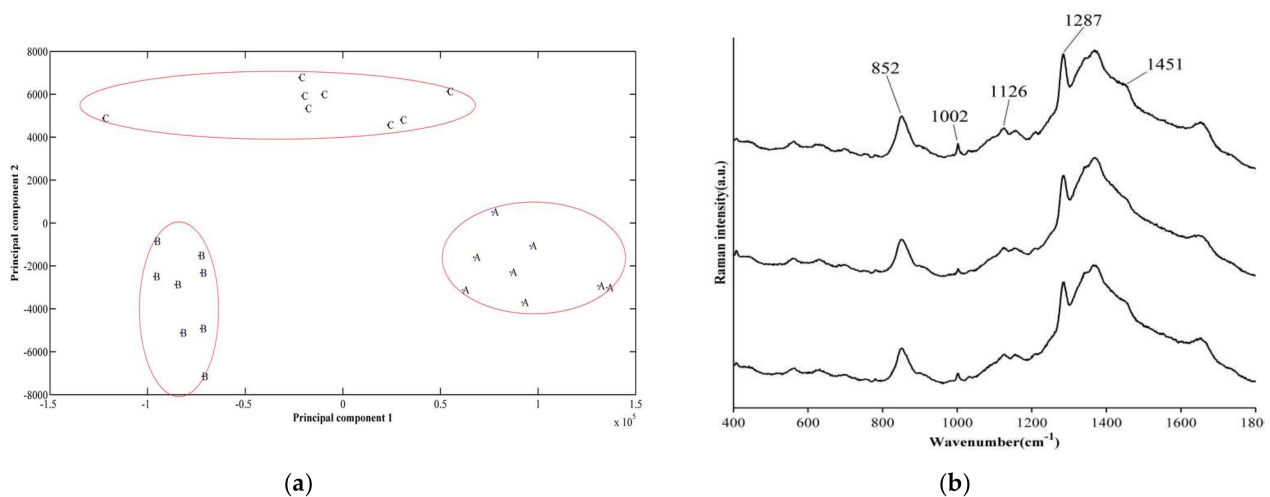 8000
6000
4000
2000
0
-2000
-4000
-6000
-8000
Principal component 2
C
C
C
C
C
C
C
C
A
A
A
A
A
A
A
A
B
B
B
B
B
B
B
B
-1.5
-1
-0.5
0
0.5
1
1.5
x 10⁵
Principal component 1
(a)
1287
852
1451
1126
1002
Raman intensity(a.u.)
400
600
800
1000
1200
1400
1600
1800
Wavenumber(cm⁻¹)
(b)